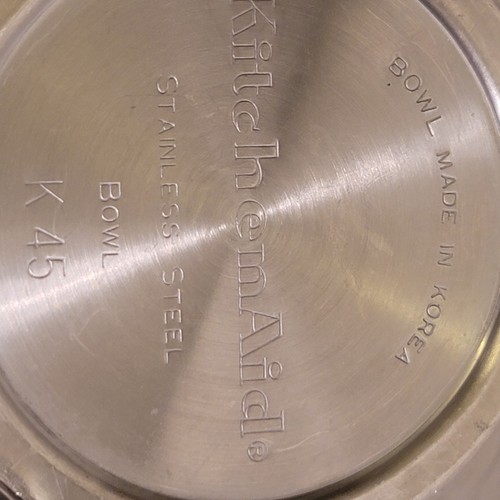 BOWL MADE IN KOREA
KitchenAid®
STAINLESS STEEL
BOWL
K 45